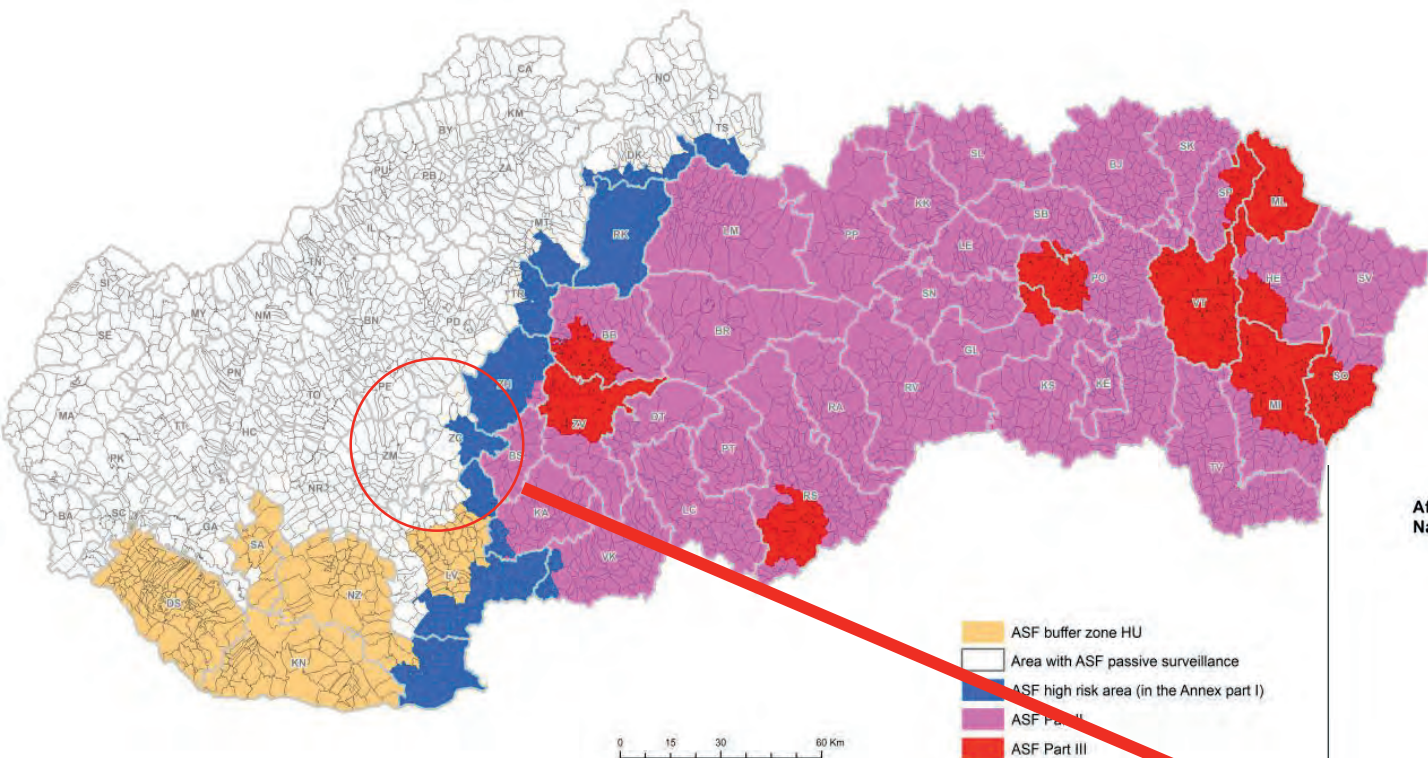 CA
NO
KM
BY
TS
DK
ZA
PU
PB
SL
BJ
SK
SP
ML
KK
SB
MT
IL
RK
LM
PP
LE
PO
HE
SV
TN
SI
TR
SN
VT
MY
NM
BN
PD
SE
BB
BR
GL
PN
PE
ZH
RV
KS
KE
SO
TO
RA
MI
MA
TT
HC
ZC
ZV
DT
PK
ZM
BS
PT
TV
NR
RS
BA
SC
GA
KA
LC
SA
VK
LV
DS
NZ
KN
Af
Na
ASF buffer zone HU
Area with ASF passive surveillance
ASF high risk area (in the Annex part I)
ASF Part II
ASF Part III
0 15 30 60 Km